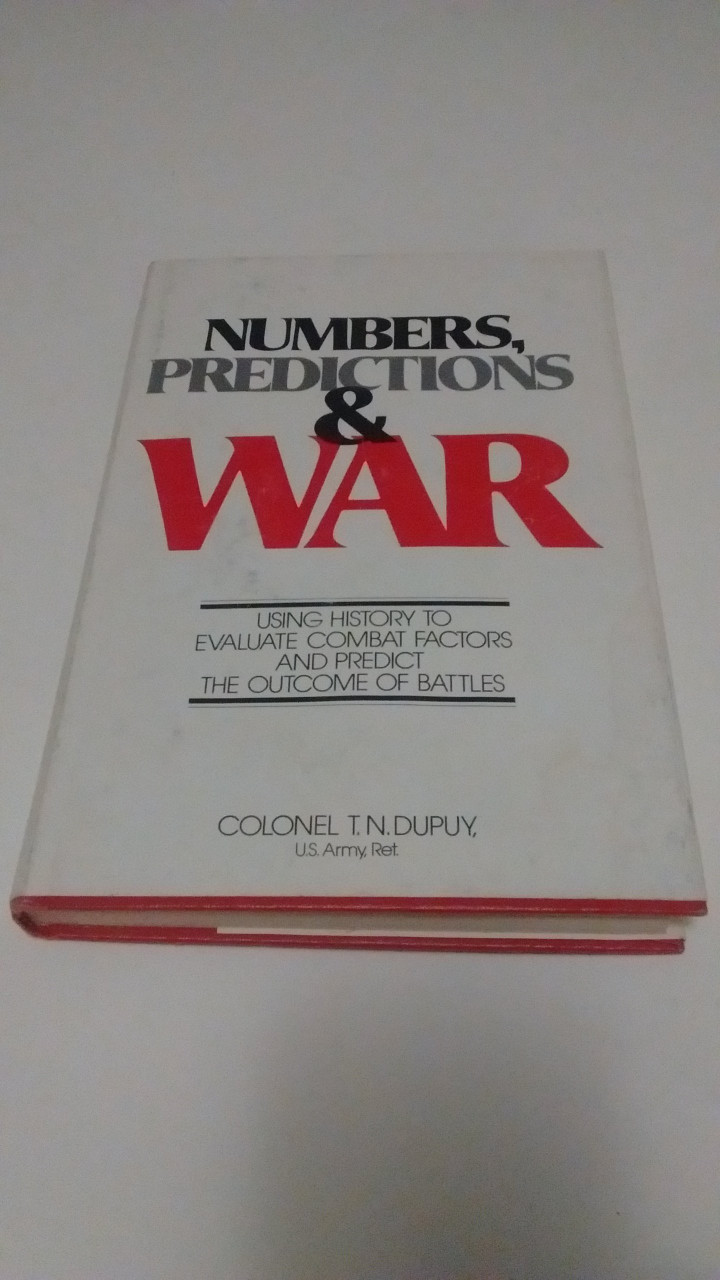 NUMBERS,
PREDICTIONS
&
WAR
USING HISTORY TO
EVALUATE COMBAT FACTORS
AND PREDICT
THE OUTCOME OF BATTLES
COLONEL T. N. DUPUY,
U.S. Army, Ret.